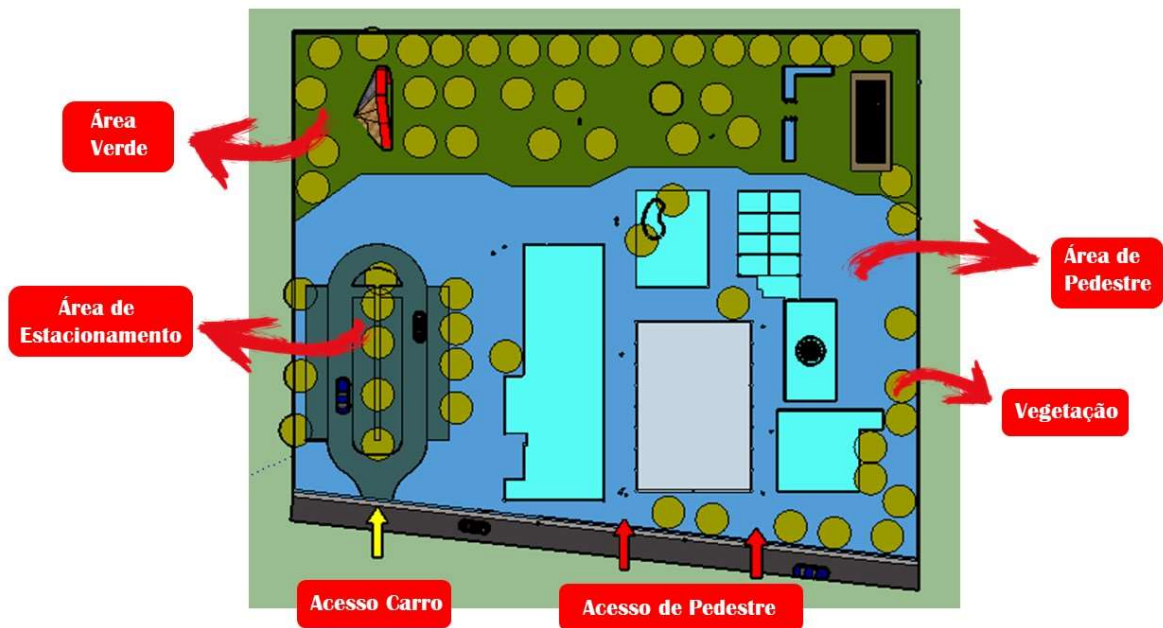 Área
Verde
Área de
Pedestre
Área de
Estacionamento
Vegetação
Acesso Carro
Acesso de Pedestre